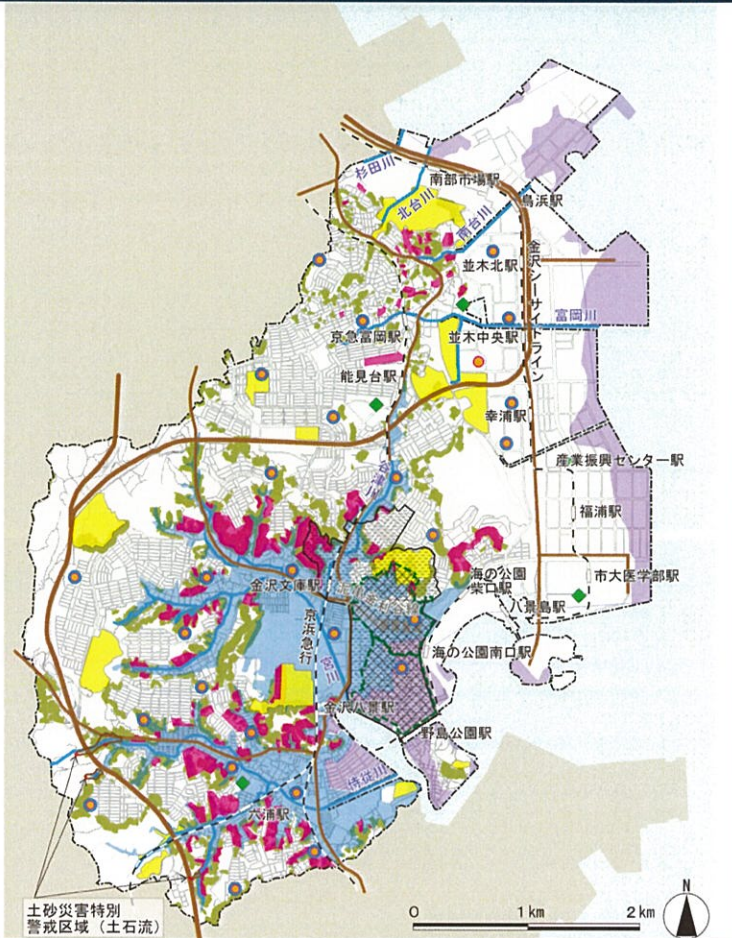 杉田川
南部市場駅
北台川
鳥浜駅
南台川
並木北駅
金沢シーサイトライン
富岡川
京急富岡駅
並木中央駅
能見台駅
幸浦駅
産業振興センター駅
福浦駅
金沢文庫駅
海の公園
柴口駅
市大医学部駅
八景島駅
京浜急行
宮川
海の公園南口駅
金沢八景駅
野島公園駅
侍従川
六浦駅
土砂災害特別
警戒区域(土石流)
0 1km 2km
N